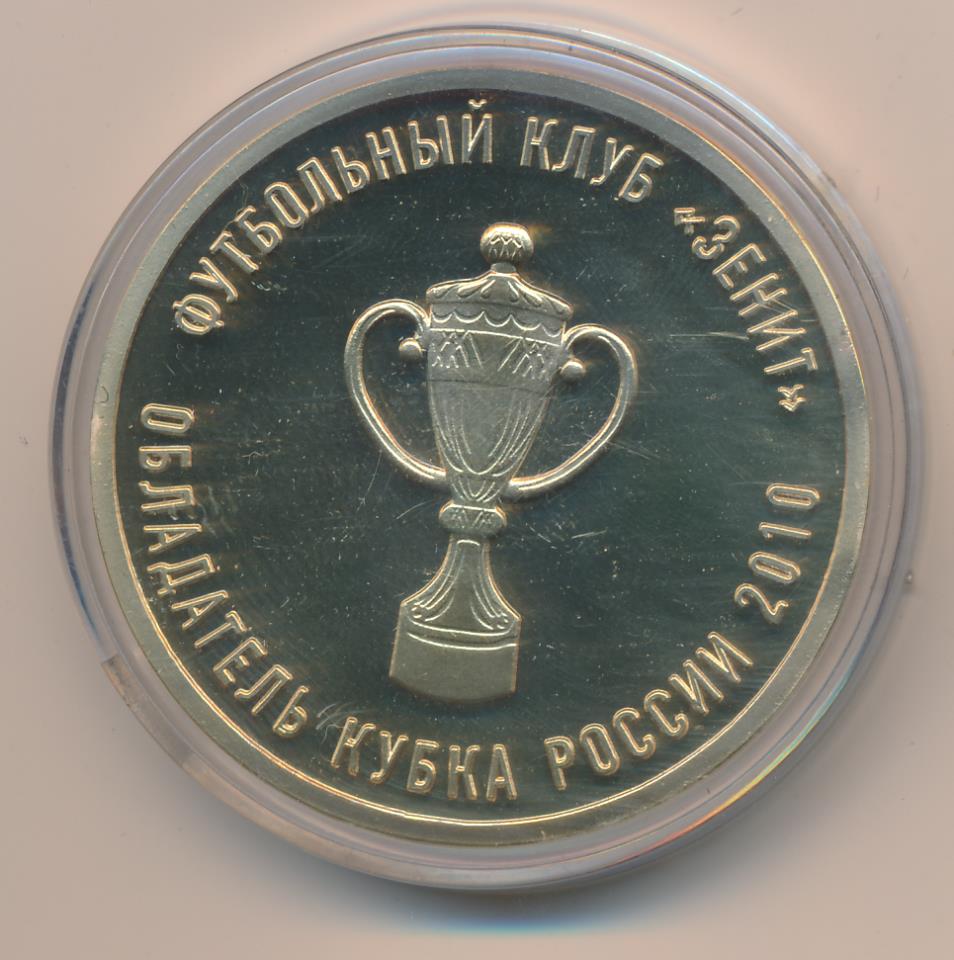 ФУТБОЛЬНЫЙ КЛУБ «ЗЕНИТ«
ОБЛАДАТЕЛЬ КУБКА РОССИИ 2010